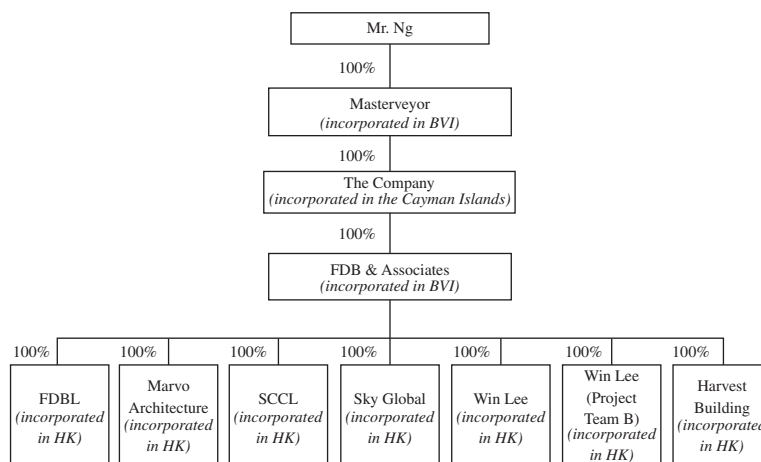 Mr. Ng
100%
Masterveyor
(incorporated in BVI)
100%
The Company
(incorporated in the Cayman Islands)
100%
FDB & Associates
(incorporated in BVI)
100%
100%
100%
100%
100%
100%
100%
FDBL
(incorporated
in HK)
Marvo
Architecture
(incorporated
in HK)
SCCL
(incorporated
in HK)
Sky Global
(incorporated
in HK)
Win Lee
(incorporated
in HK)
Win Lee
(Project
Team B)
(incorporated
in HK)
Harvest
Building
(incorporated
in HK)